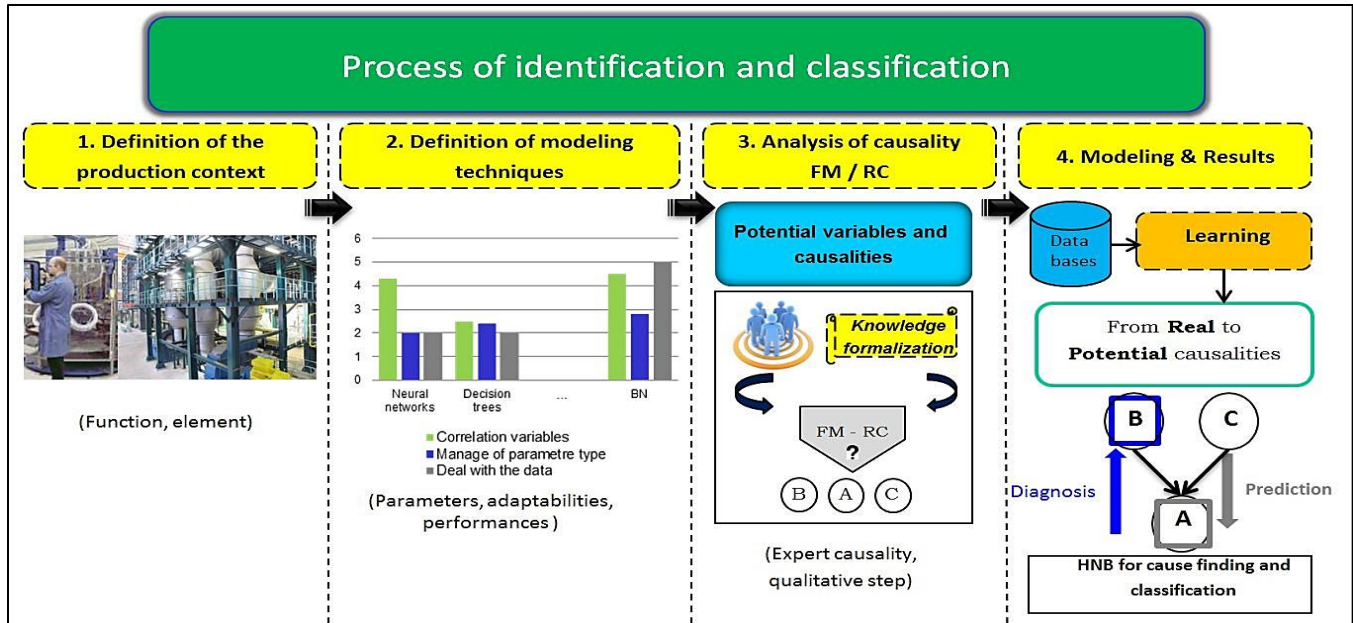 Process of identification and classification
1. Definition of the
production context
(Function, element)
2. Definition of modeling
techniques
6
5
4
3
2
1
0
Neural
networks
Decision
trees
...
BN
Correlation variables
Manage of parametre type
Deal with the data
(Parameters, adaptabilities,
performances )
3. Analysis of causality
FM / RC
Potential variables and
causalities
Knowledge
formalization
FM - RC
?
B A C
(Expert causality,
qualitative step)
4. Modeling & Results
Data
bases
Learning
From Real to
Potential causalities
B C
Diagnosis
Prediction
A
HNB for cause finding and
classification